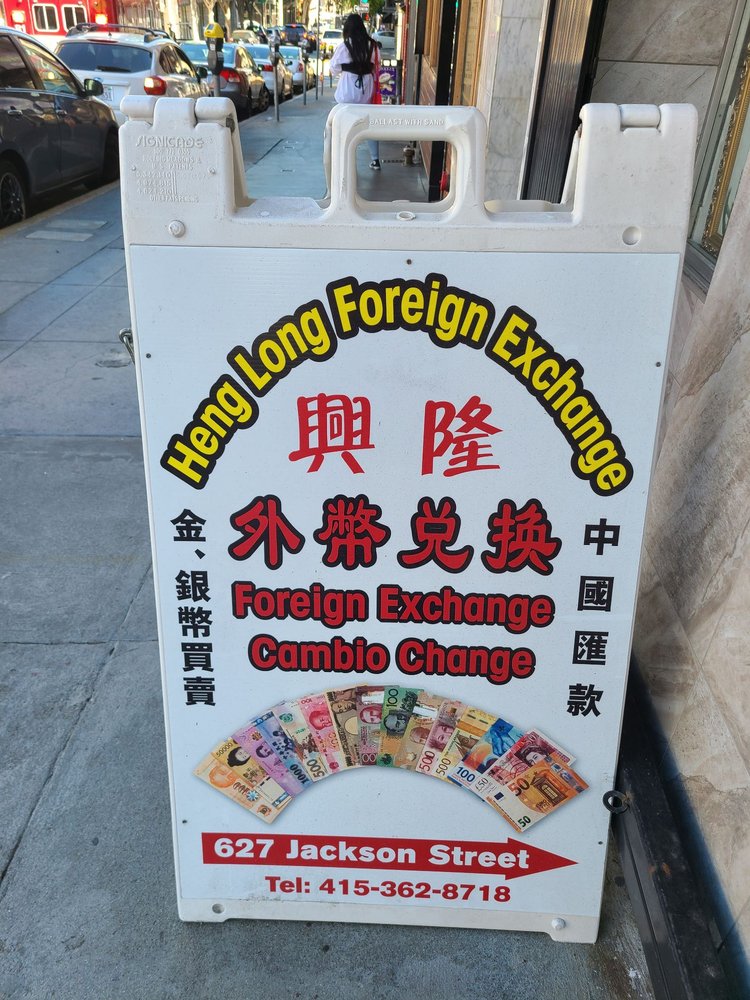 SIGNICADE
BALLAST WITH SAND
Heng Long Foreign Exchange
興 隆
外幣兑换
金、銀幣買賣
中國匯款
Foreign Exchange
Cambio Change
627 Jackson Street
Tel: 415-362-8718